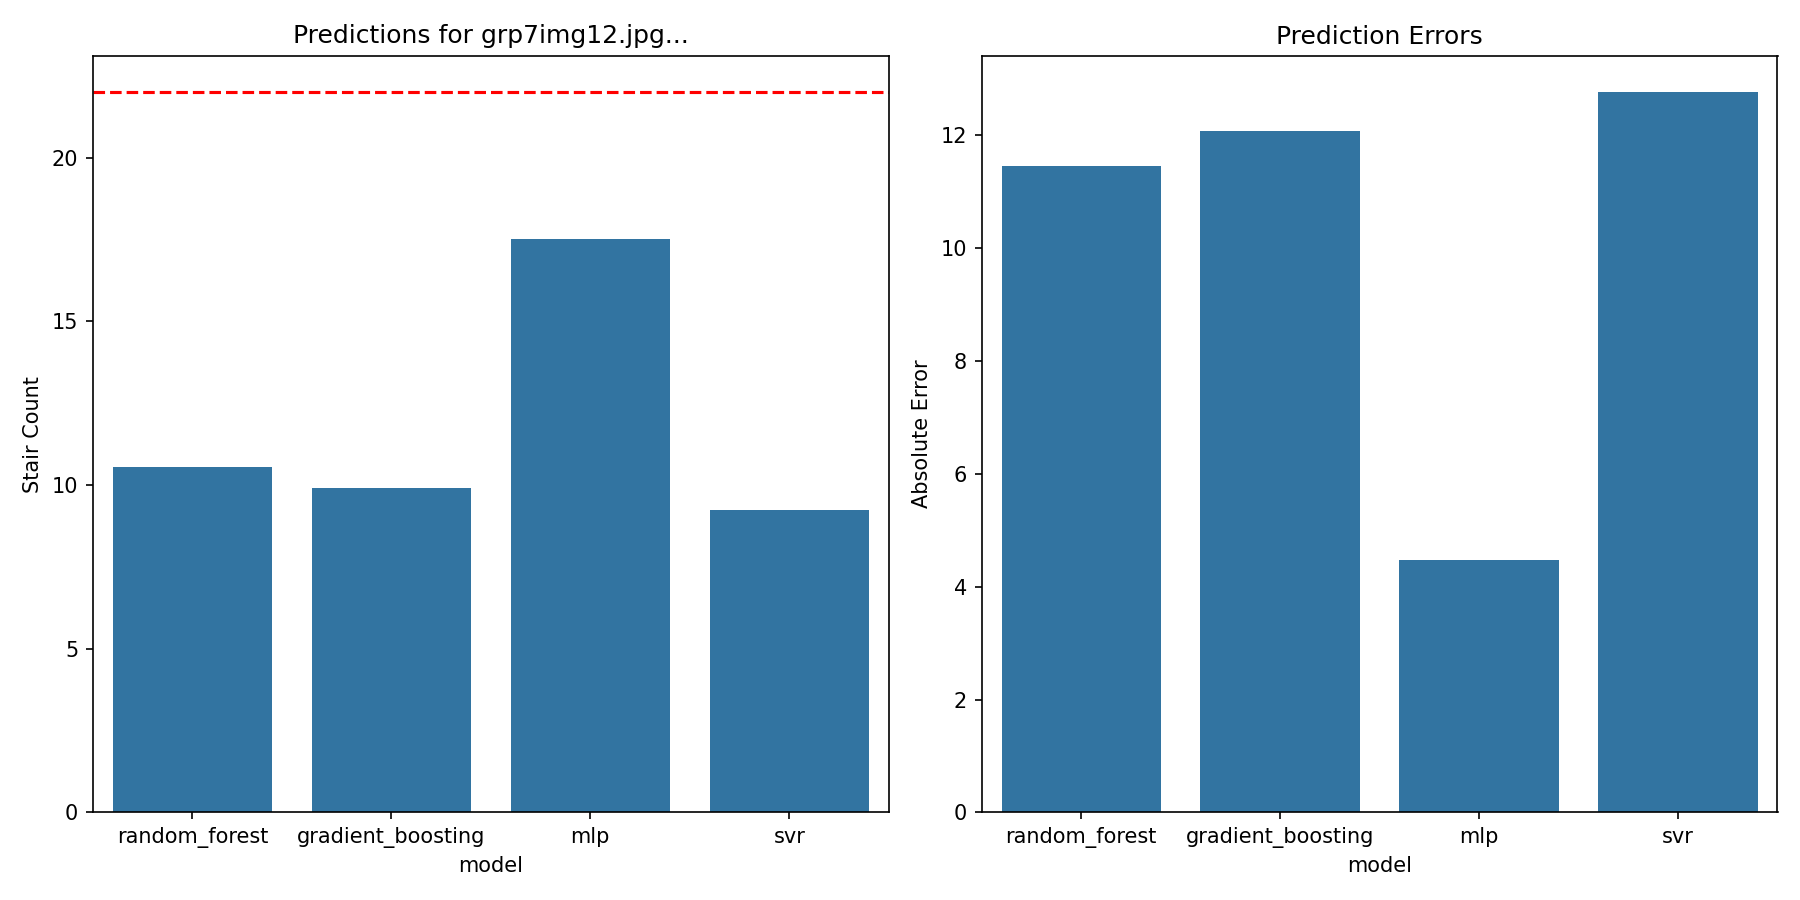 Predictions for grp7img12.jpg...
Stair Count
20
15
10
5
0
random_forest gradient_boosting mlp svr
model
Prediction Errors
Absolute Error
12
10
8
6
4
2
0
random_forest gradient_boosting mlp svr
model